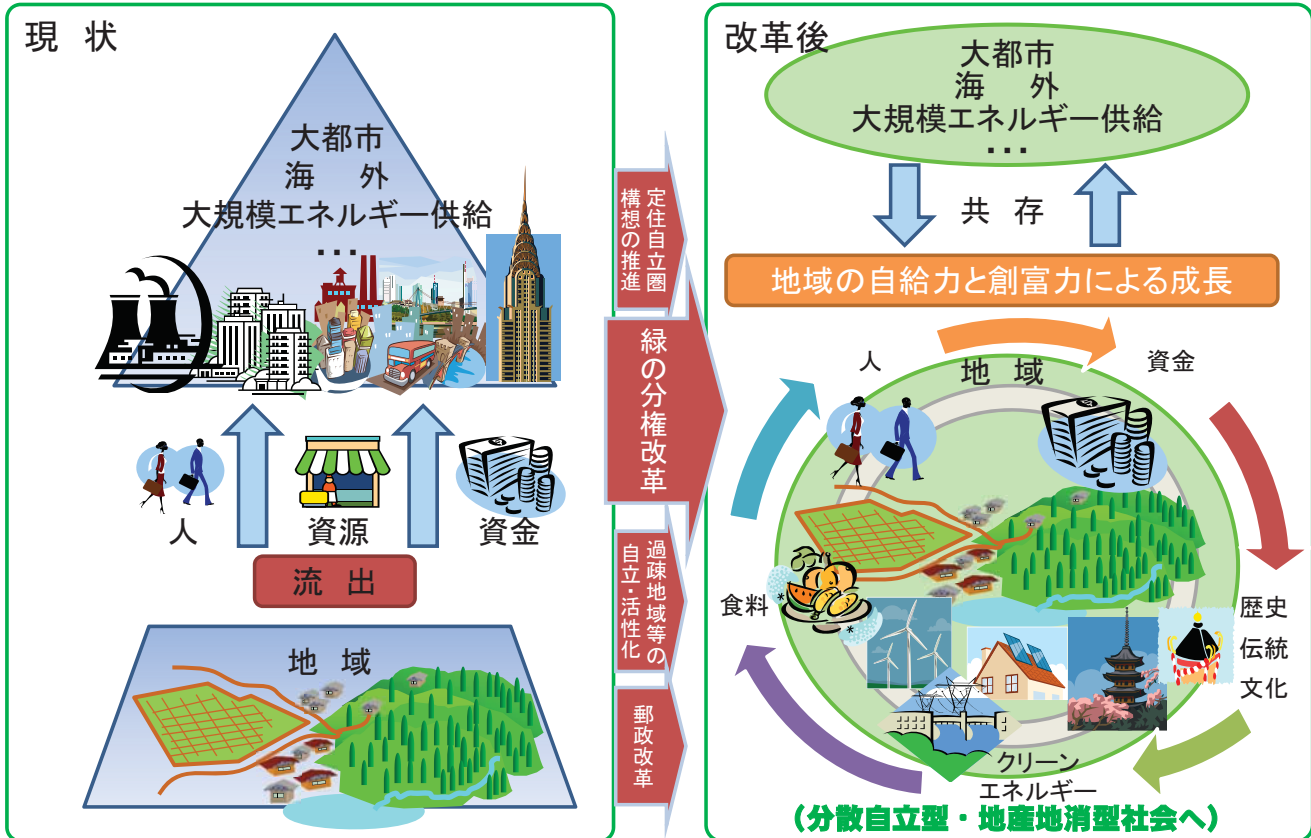 現 状
大都市
海 外
大規模エネルギー供給
・・・
人
資源
資金
流 出
地 域
定住自立圏
構想の推進
緑の分権改革
過疎地域等の
自立・活性化
郵政改革
改革後
大都市
海 外
大規模エネルギー供給
・・・
共 存
地域の自給力と創富力による成長
人
地 域
資金
食料
歴史
伝統
文化
クリーン
エネルギー
(分散自立型・地産地消型社会へ)